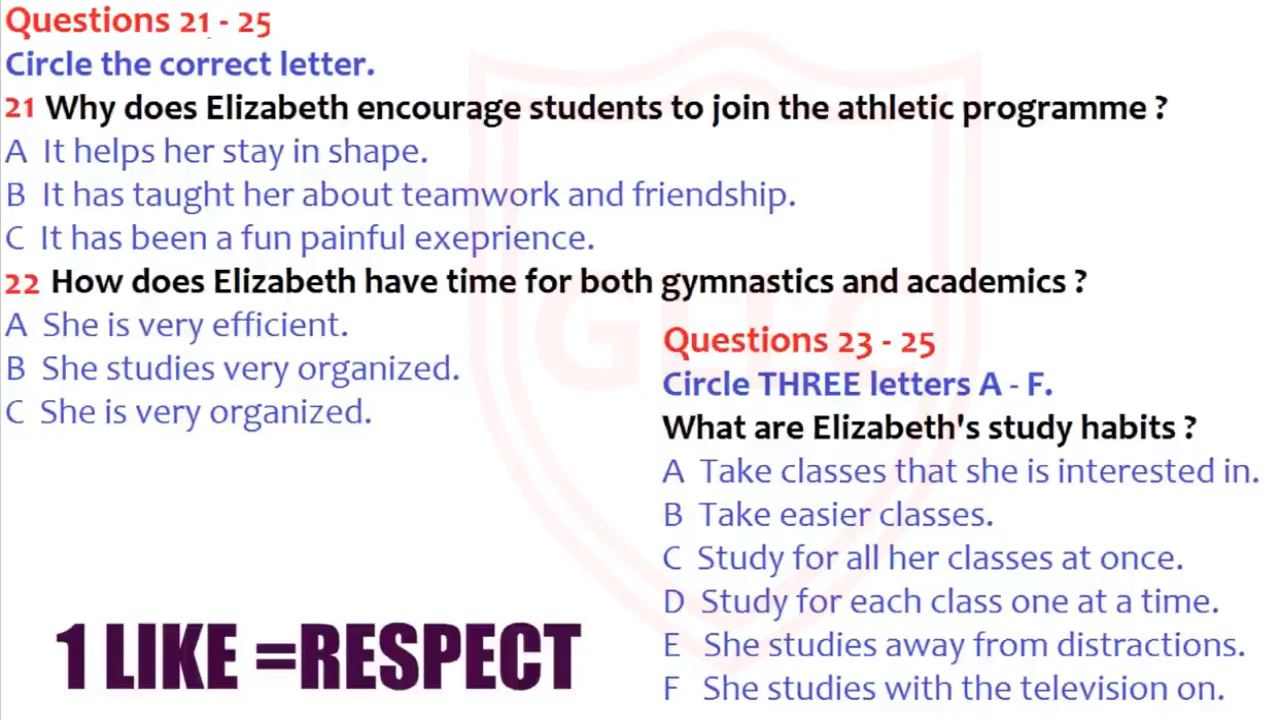 Questions 21 - 25
Circle the correct letter.
21 Why does Elizabeth encourage students to join the athletic programme ?
A It helps her stay in shape.
B It has taught her about teamwork and friendship.
C It has been a fun painful exeprience.
22 How does Elizabeth have time for both gymnastics and academics ?
A She is very efficient.
B She studies very organized.
C She is very organized.
Questions 23 - 25
Circle THREE letters A - F.
What are Elizabeth's study habits ?
A Take classes that she is interested in.
B Take easier classes.
C Study for all her classes at once.
D Study for each class one at a time.
E She studies away from distractions.
F She studies with the television on.
1 LIKE =RESPECT